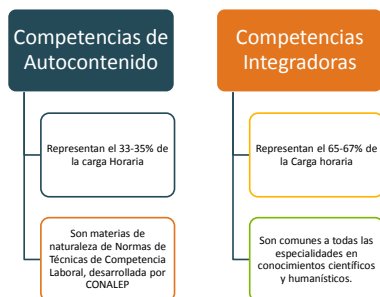 Competencias de
Autocontenido
Representan el 33-35% de
la carga Horaria
Son materias de
naturaleza de Normas de
Técnicas de Competencia
Laboral, desarrollada por
CONALEP
Competencias
Integradoras
Representan el 65-67% de
la Carga horaria
Son comunes a todas las
especialidades en
conocimientos científicos
y humanísticos.